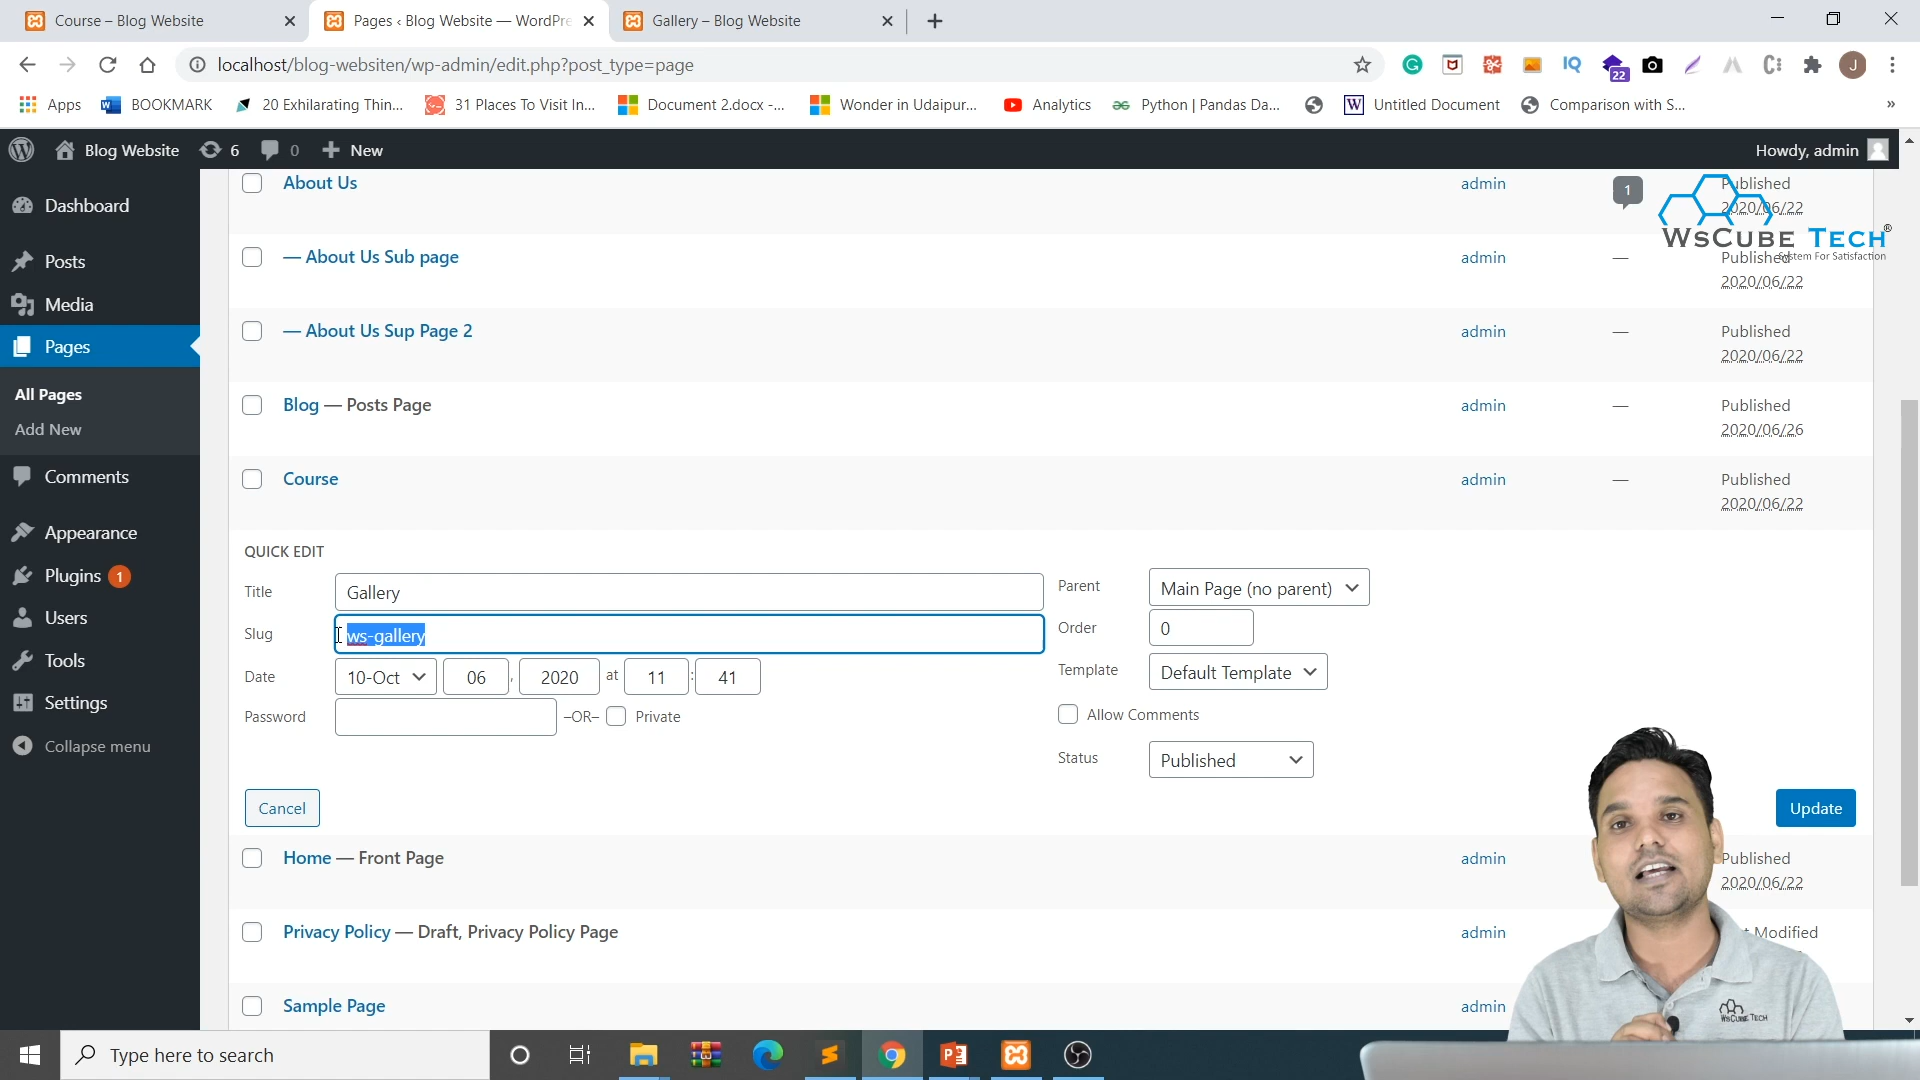 Course – Blog Website
Pages ‹ Blog Website — WordPre
Gallery – Blog Website
localhost/blog-websiten/wp-admin/edit.php?post_type=page
22
J
Apps
BOOKMARK
20 Exhilarating Thin...
31 Places To Visit In...
Document 2.docx -...
Wonder in Udaipur...
Analytics
Python | Pandas Da...
Untitled Document
Comparison with S...
»
Blog Website
6
0
New
Howdy, admin
Dashboard
Posts
Media
Pages
All Pages
Add New
Comments
Appearance
Plugins 1
Users
Tools
Settings
Collapse menu
About Us
admin
1
Published
2020/06/22
WsCube Tech®
System For Satisfaction
— About Us Sub page
admin
—
Published
2020/06/22
— About Us Sup Page 2
admin
—
Published
2020/06/22
Blog — Posts Page
admin
—
Published
2020/06/26
Course
admin
—
Published
2020/06/22
QUICK EDIT
Title
Gallery
Slug
ws-gallery
Date
10-Oct
06
,
2020
at
11
:
41
Password
–OR–
Private
Parent
Main Page (no parent)
Order
0
Template
Default Template
Allow Comments
Status
Published
Cancel
Update
Home — Front Page
admin
Published
2020/06/22
Privacy Policy — Draft, Privacy Policy Page
admin
Modified
Sample Page
admin
WsCube Tech
Type here to search